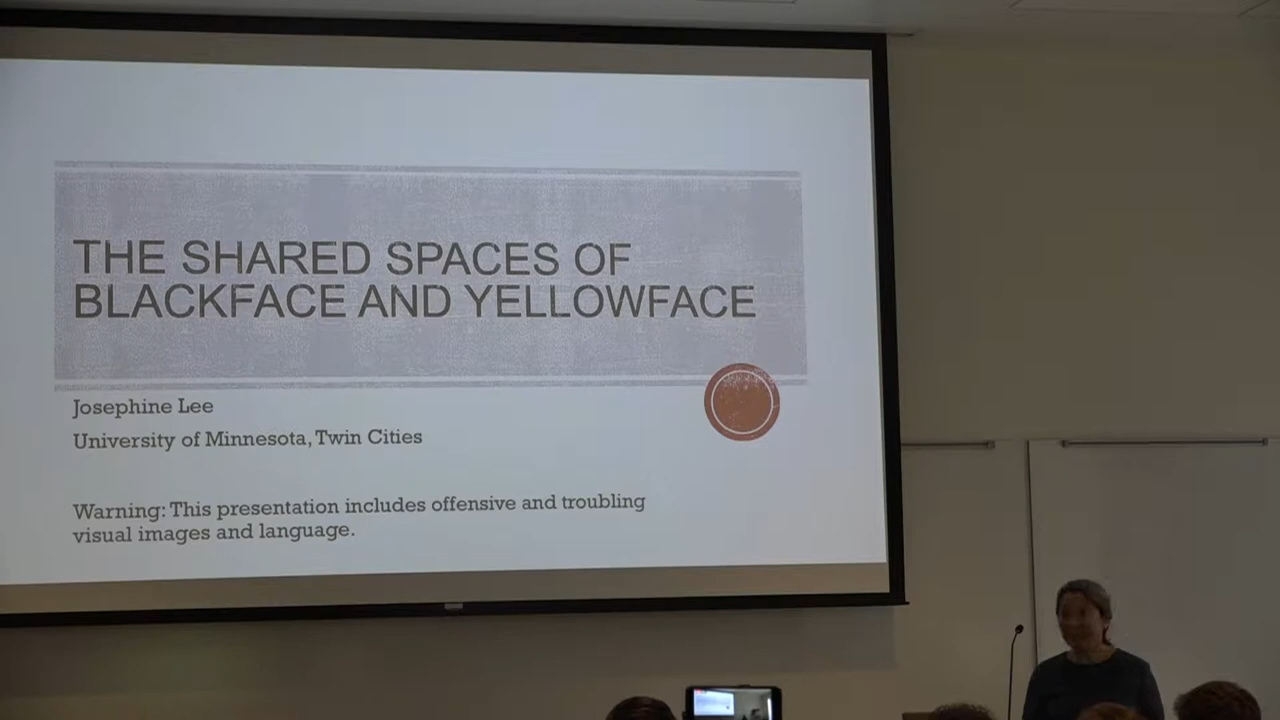 THE SHARED SPACES OF
BLACKFACE AND YELLOWFACE
Josephine Lee
University of Minnesota, Twin Cities
Warning: This presentation includes offensive and troubling
visual images and language.